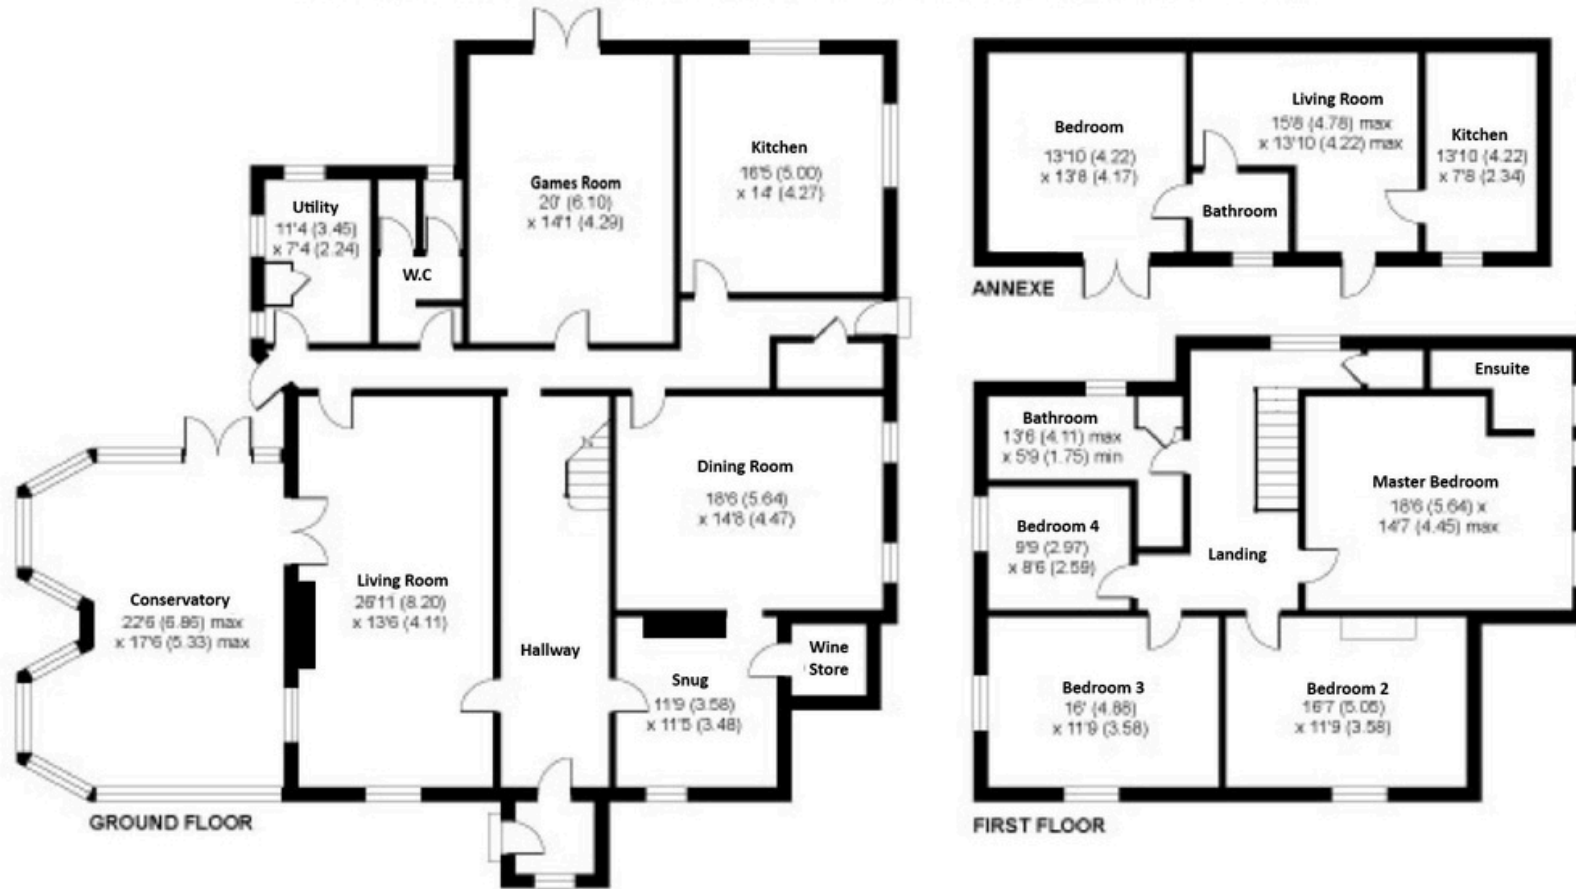 Games Room
20' (6.10)
x 14'1 (4.29)
Kitchen
16'5 (5.00)
x 14' (4.27)
Utility
11'4 (3.45)
x 7'4 (2.24)
W.C
Dining Room
18'6 (5.64)
x 14'8 (4.47)
Living Room
26'11 (8.20)
x 13'6 (4.11)
Conservatory
22'6 (6.86) max
x 17'6 (5.33) max
Hallway
Snug
11'9 (3.58)
x 11'5 (3.48)
Wine
Store
GROUND FLOOR
Bedroom
13'10 (4.22)
x 13'8 (4.17)
Bathroom
Living Room
15'8 (4.78) max
x 13'10 (4.22) max
Kitchen
13'10 (4.22)
x 7'8 (2.34)
ANNEXE
Ensuite
Bathroom
13'6 (4.11) max
x 5'9 (1.75) min
Master Bedroom
18'6 (5.64) x
14'7 (4.45) max
Bedroom 4
9'9 (2.97)
x 8'6 (2.59)
Landing
Bedroom 3
16' (4.88)
x 11'9 (3.58)
Bedroom 2
16'7 (5.05)
x 11'9 (3.58)
FIRST FLOOR